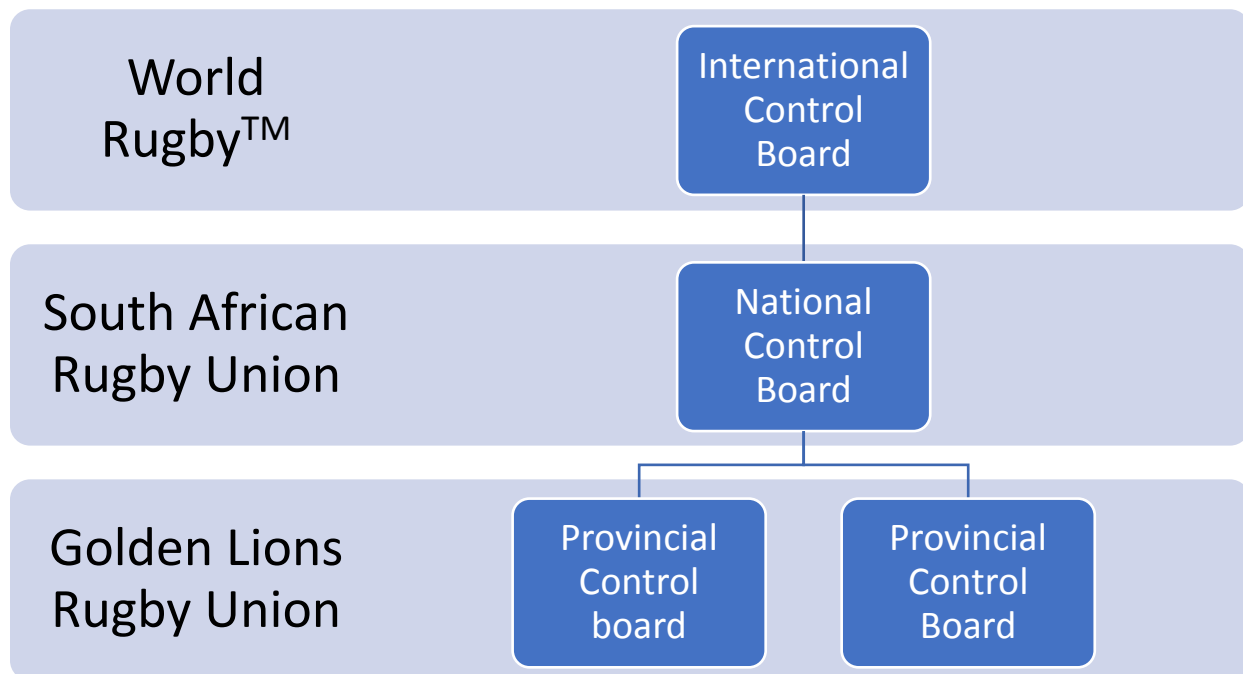 World
Rugby™
International
Control
Board
South African
Rugby Union
National
Control
Board
Golden Lions
Rugby Union
Provincial
Control
board
Provincial
Control
Board